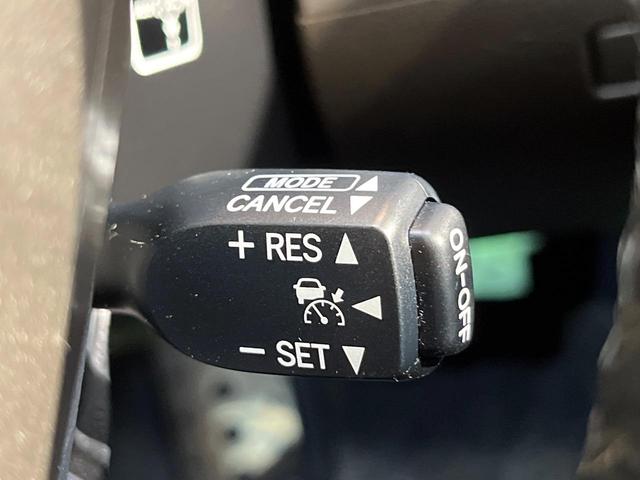 MODE ▲
CANCEL ▼
+ RES ▲
◀
− SET ▼
ON-OFF